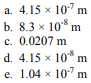 a. 4.15 × 10⁻⁷ m
b. 8.3 × 10⁻⁸ m
c. 0.0207 m
d. 4.15 × 10⁻⁸ m
e. 1.04 × 10⁻⁷ m